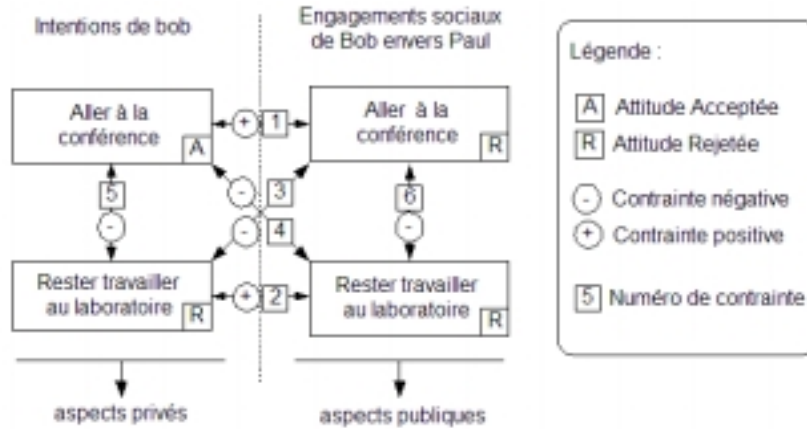 Intentions de bob
Engagements sociaux
de Bob envers Paul
Aller à la
conférence
A
+
1
Aller à la
conférence
R
5
-
-
3
-
4
6
-
Rester travailler
au laboratoire
R
+
2
Rester travailler
au laboratoire
R
aspects privés
aspects publiques
Légende :
A Attitude Acceptée
R Attitude Rejetée
- Contrainte négative
+ Contrainte positive
5 Numéro de contrainte